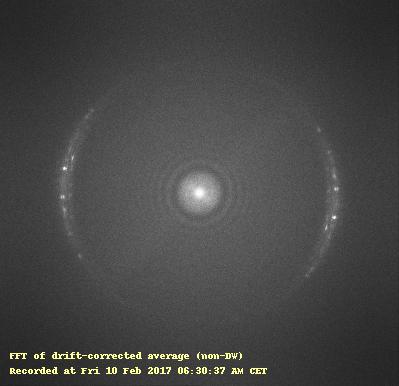 FFT of drift-corrected average (non-DW)
Recorded at Fri 10 Feb 2017 06:30:37 AM CET